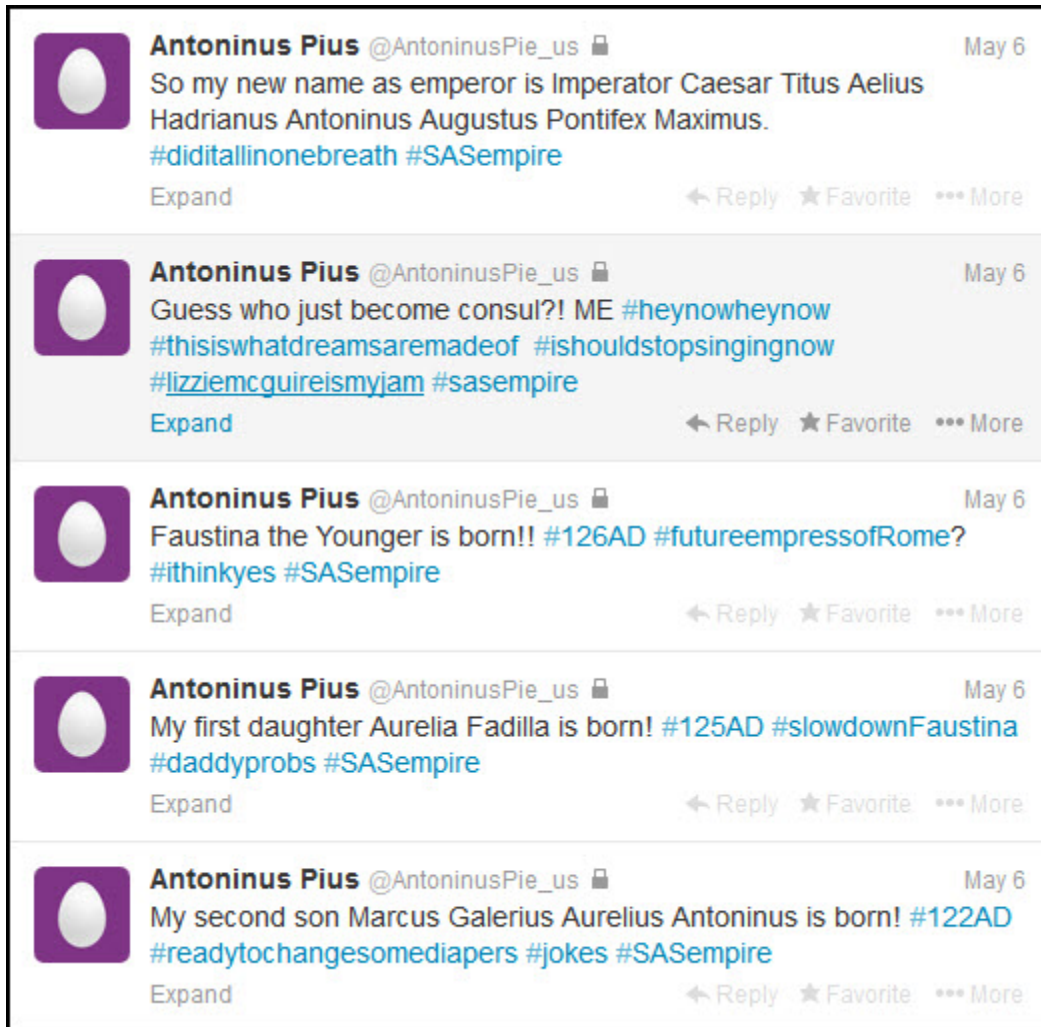 Antoninus Pius @AntoninusPie_us May 6
So my new name as emperor is Imperator Caesar Titus Aelius
Hadrianus Antoninus Augustus Pontifex Maximus.
#diditallinonebreath #SASempire
Expand Reply Favorite More
Antoninus Pius @AntoninusPie_us May 6
Guess who just become consul?! ME #heynowheynow
#thisiswhatdreamsaremadeof #ishouldstopsingingnow
#lizziemcguireismyjam #sasempire
Expand Reply Favorite More
Antoninus Pius @AntoninusPie_us May 6
Faustina the Younger is born!! #126AD #futureempressofRome?
#ithinkyes #SASempire
Expand Reply Favorite More
Antoninus Pius @AntoninusPie_us May 6
My first daughter Aurelia Fadilla is born! #125AD #slowdownFaustina
#daddyprobs #SASempire
Expand Reply Favorite More
Antoninus Pius @AntoninusPie_us May 6
My second son Marcus Galerius Aurelius Antoninus is born! #122AD
#readytochangesomediapers #jokes #SASempire
Expand Reply Favorite More